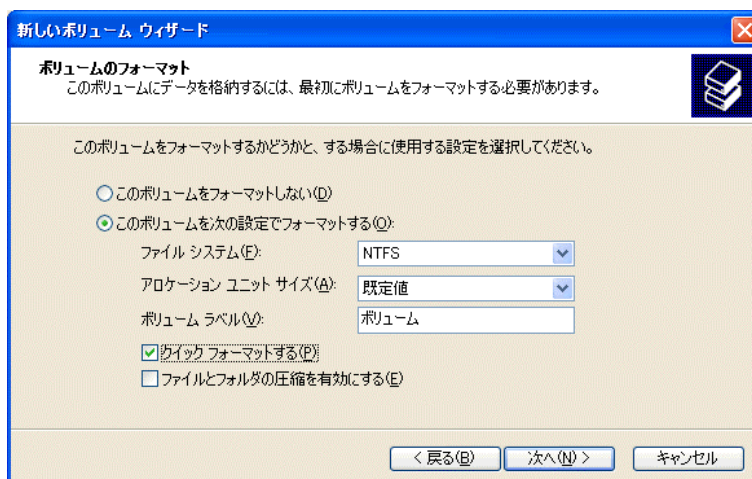 新しいボリューム ウィザード
ボリュームのフォーマット
このボリュームにデータを格納するには、最初にボリュームをフォーマットする必要があります。
このボリュームをフォーマットするかどうかと、する場合に使用する設定を選択してください。
このボリュームをフォーマットしない(D)
このボリュームを次の設定でフォーマットする(O):
ファイル システム(F): NTFS
アロケーション ユニット サイズ(A): 既定値
ボリューム ラベル(V): ボリューム
クイック フォーマットする(P)
ファイルとフォルダの圧縮を有効にする(E)
< 戻る(B) 次へ(N) > キャンセル